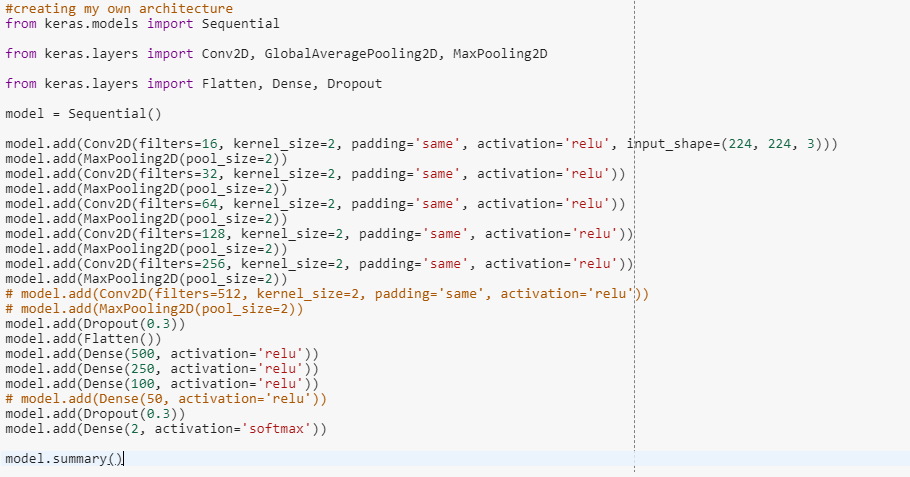 #creating my own architecture
from keras.models import Sequential
from keras.layers import Conv2D, GlobalAveragePooling2D, MaxPooling2D
from keras.layers import Flatten, Dense, Dropout
model = Sequential()
model.add(Conv2D(filters=16, kernel_size=2, padding='same', activation='relu', input_shape=(224, 224, 3)))
model.add(MaxPooling2D(pool_size=2))
model.add(Conv2D(filters=32, kernel_size=2, padding='same', activation='relu'))
model.add(MaxPooling2D(pool_size=2))
model.add(Conv2D(filters=64, kernel_size=2, padding='same', activation='relu'))
model.add(MaxPooling2D(pool_size=2))
model.add(Conv2D(filters=128, kernel_size=2, padding='same', activation='relu'))
model.add(MaxPooling2D(pool_size=2))
model.add(Conv2D(filters=256, kernel_size=2, padding='same', activation='relu'))
model.add(MaxPooling2D(pool_size=2))
# model.add(Conv2D(filters=512, kernel_size=2, padding='same', activation='relu'))
# model.add(MaxPooling2D(pool_size=2))
model.add(Dropout(0.3))
model.add(Flatten())
model.add(Dense(500, activation='relu'))
model.add(Dense(250, activation='relu'))
model.add(Dense(100, activation='relu'))
# model.add(Dense(50, activation='relu'))
model.add(Dropout(0.3))
model.add(Dense(2, activation='softmax'))
model.summary()